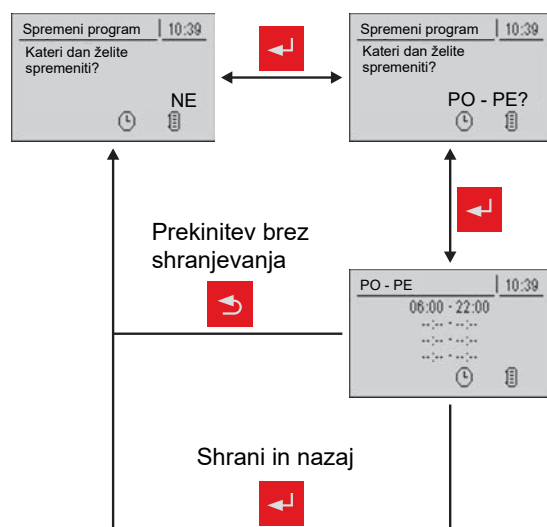 Spremeni program 10:39
Kateri dan želite
spremeniti?
NE
Spremeni program 10:39
Kateri dan želite
spremeniti?
PO - PE?
Prekinitev brez
shranjevanja
PO - PE 10:39
06:00 - 22:00
--:-- - --:--
--:-- - --:--
--:-- - --:--
Shrani in nazaj